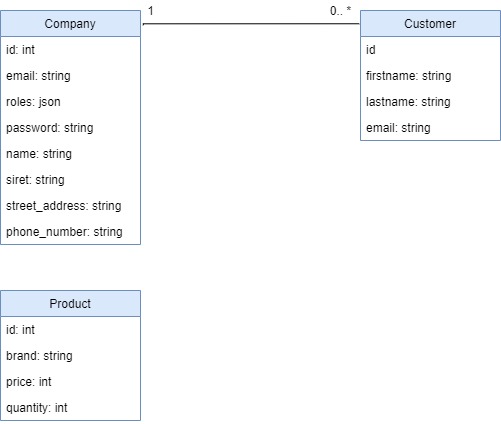 Company
1
0.. *
Customer
id: int
email: string
roles: json
password: string
name: string
siret: string
street_address: string
phone_number: string
id
firstname: string
lastname: string
email: string
Product
id: int
brand: string
price: int
quantity: int